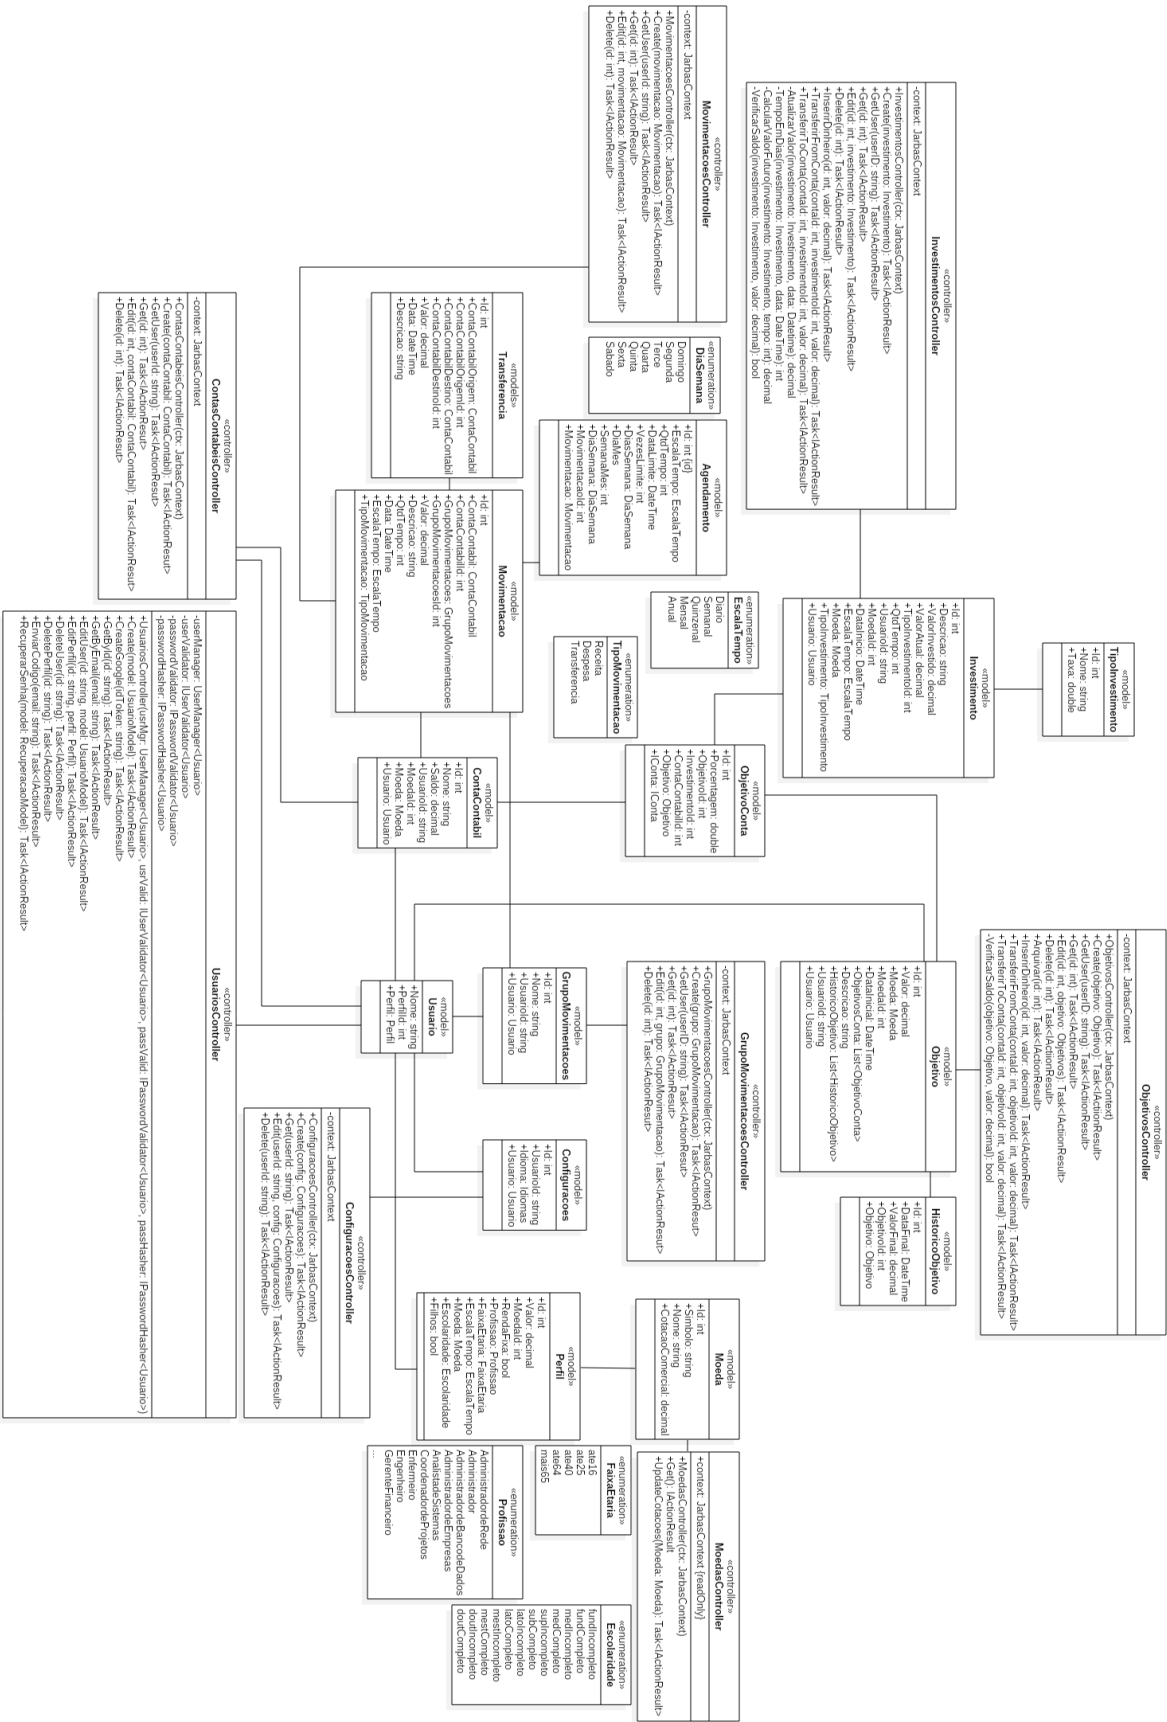 «controller»
InvestimentosController
-context: JarbasContext
+InvestimentosController(ctx: JarbasContext)
+Create(investimento: Investimento): Task<IActionResult>
+GetUser(userID: string): Task<IActionResult>
+Get(id: int): Task<IActionResult>
+Edit(id: int, investimento: Investimento): Task<IActionResult>
+Delete(id: int): Task<IActionResult>
+InserirDinheiro(id: int, valor: decimal): Task<IActionResult>
+TransferirFromConta(contaId: int, investimentoId: int, valor: decimal): Task<IActionResult>
+TransferirToConta(contaId: int, investimentoId: int, valor: decimal): Task<IActionResult>
-AtualizarValor(investimento: Investimento, data: Datetime): decimal
-TempoEmDias(investimento: Investimento, data: DateTime): int
-CalcularValorFuturo(investimento: Investimento, tempo: int): decimal
-VerificarSaldo(investimento: Investimento, valor: decimal): bool
«model»
TipoInvestimento
+Id: int
+Nome: string
+Taxa: double
«model»
Investimento
+Id: int
+Descricao: string
+ValorInvestido: decimal
+ValorAtual: decimal
+TipoInvestimentoId: int
+QtdTempo: int
+UsuarioId: string
+MoedaId: int
+DataInicio: DateTime
+EscalaTempo: EscalaTempo
+Moeda: Moeda
+TipoInvestimento: TipoInvestimento
+Usuario: Usuario
«controller»
ObjetivosController
-context: JarbasContext
+ObjetivosController(ctx: JarbasContext)
+Create(objetivo: Objetivo): Task<IActionResult>
+GetUser(userID: string): Task<IActionResult>
+Get(id: int): Task<IActionResult>
+Edit(id: int, objetivo: Objetivos): Task<IActionResult>
+Delete(id: int): Task<IActionResult>
+Arquivar(id: int): Task<IActionResult>
+InserirDinheiro(id: int, valor: decimal): Task<IActionResult>
+TransferirFromConta(contaId: int, objetivoId: int, valor: decimal): Task<IActionResult>
+TransferirToConta(contaId: int, objetivoId: int, valor: decimal): Task<IActionResult>
-VerificarSaldo(objetivo: Objetivo, valor: decimal): bool
«controller»
MovimentacoesController
-context: JarbasContext
+MovimentacoesController(ctx: JarbasContext)
+Create(movimentacao: Movimentacao): Task<IActionResult>
+GetUser(userId: string): Task<IActionResult>
+Get(id: int): Task<IActionResult>
+Edit(id: int, movimentacao: Movimentacao): Task<IActionResult>
+Delete(id: int): Task<IActionResult>
«enumeration»
DiaSemana
Domingo
Segunda
Terce
Quarta
Quinta
Sexta
Sabado
«model»
Agendamento
+Id: int {id}
+EscalaTempo: EscalaTempo
+QtdTempo: int
+DataLimite: DateTime
+VezesLimite: int
+DiasSemana: DiaSemana
+DiaMes
+SemanaMes: int
+DiaSemana: DiaSemana
+MovimentacaoId: int
+Movimentacao: Movimentacao
«enumeration»
EscalaTempo
Diario
Semanal
Quinzenal
Mensal
Anual
«enumeration»
TipoMovimentacao
Receita
Despesa
Transferencia
«model»
ObjetivoConta
+Id: int
+Porcentagem: double
+ObjetivoId: int
+InvestimentoId: int
+ContaContabilId: int
+Objetivo: Objetivo
+IConta: IConta
«model»
Objetivo
+Id: int
+Valor: decimal
+Moeda: Moeda
+MoedaId: int
+DataInicial: DateTime
+ObjetivosConta: List<ObjetivoConta>
+Descricao: string
+HistoricoObjetivo: List<HistoricoObjetivo>
+UsuarioId: string
+Usuario: Usuario
«model»
HistoricoObjetivo
+Id: int
+DataFinal: DateTime
+ValorFinal: decimal
+ObjetivoId: int
+Objetivo: Objetivo
«models»
Transferencia
+Id: int
+ContaContabilOrigem: ContaContabil
+ContaContabilOrigemId: int
+ContaContabilDestino: ContaContabil
+ContaContabilDestinoId: int
+Valor: decimal
+Data: DateTime
+Descricao: string
«model»
Movimentacao
+Id: int
+ContaContabil: ContaContabil
+ContaContabilId: int
+GrupoMovimentacoes: GrupoMovimentacoes
+GrupoMovimentacoesId: int
+Valor: decimal
+Descricao: string
+QtdTempo: int
+Data: DateTime
+EscalaTempo: EscalaTempo
+TipoMovimentacao: TipoMovimentacao
«model»
ContaContabil
+Id: int
+Nome: string
+Saldo: decimal
+UsuarioId: string
+MoedaId: int
+Moeda: Moeda
+Usuario: Usuario
«controller»
GrupoMovimentacoesController
-context: JarbasContext
+GrupoMovimentacoesController(ctx: JarbasContext)
+Create(grupo: GrupoMovimentacao): Task<IActionResut>
+GetUser(userID: string): Task<IActionResut>
+Get(id: int): Task<IActionResut>
+Edit(id: int, grupo: GrupoMovimentacao): Task<IActionResut>
+Delete(id: int): Task<IActionResut>
«model»
GrupoMovimentacoes
+Id: int
+Nome: string
+UsuarioId: string
+Usuario: Usuario
«model»
Configuracoes
+Id: int
+UsuarioId: string
+Idioma: Idiomas
+Usuario: Usuario
«model»
Usuario
+Nome: string
+PerfilId: int
+Perfil: Perfil
«model»
Moeda
+Id: int
+Simbolo: string
+Nome: string
+CotacaoComercial: decimal
«controller»
MoedasController
+context: JarbasContext {readOnly}
+MoedasController(ctx: JarbasContext)
+Get(): IActionResult
+UpdateCotacoes(Moeda: Moeda): Task<IActionResult>
«model»
Perfil
+Id: int
+Valor: decimal
+MoedaId: int
+RendaFixa: bool
+Profissao: Profissao
+FaixaEtaria: FaixaEtaria
+EscalaTempo: EscalaTempo
+Moeda: Moeda
+Escolaridade: Escolaridade
+Filhos: bool
«enumeration»
FaixaEtaria
ate16
ate25
ate40
ate64
mais65
«enumeration»
Profissao
AdministradordeRede
Administrador
AdministradordeBancodeDados
AdministradordeEmpresas
AnalistadeSistemas
CoordenadordeProjetos
Enfermeiro
Engenheiro
GerenteFinanceiro
...
«enumeration»
Escolaridade
fundIncompleto
fundCompleto
medIncompleto
medCompleto
supIncompleto
subCompleto
latoIncompleto
latoCompleto
mestIncompleto
mestCompleto
doutIncompleto
doutCompleto
«controller»
ContasContabeisController
-context: JarbasContext
+ContasContabeisController(ctx: JarbasContext)
+Create(contaContabil: ContaContabil): Task<IActionResut>
+GetUser(userId: string): Task<IActionResut>
+Get(id: int): Task<IActionResut>
+Edit(id: int, contaContabil: ContaContabil): Task<IActionResut>
+Delete(id: int): Task<IActionResut>
«controller»
ConfiguracoesController
-context: JarbasContext
+ConfiguracoesController(ctx: JarbasContext)
+Create(config: Configuracoes): Task<IActionResult>
+Get(userId: string): Task<IActionResult>
+Edit(userId: string, config: Configuracoes): Task<IActionResult>
+Delete(userId: string): Task<IActionResult>
«controller»
UsuariosController
-userManager: UserManager<Usuario>
-userValidator: IUserValidator<Usuario>
-passwordValidator: IPasswordValidator<Usuario>
-passwordHasher: IPasswordHasher<Usuario>
+UsuariosController(usrMgr: UserManager<Usuario>, usrValid: IUserValidator<Usuario>, passValid: IPasswordValidator<Usuario>, passHasher: IPasswordHasher<Usuario>)
+Create(model: UsuarioModel): Task<IActionResult>
+CreateGoogle(idToken: string): Task<IActionResult>
+GetById(id: string): Task<IActionResult>
+GetByEmail(email: string): Task<IActionResult>
+EditUser(id: string, model: UsuarioModel): Task<IActionResult>
+EditPerfil(id: string, perfil: Perfil): Task<IActionResult>
+DeleteUser(id: string): Task<IActionResult>
+DeletePerfil(id: string): Task<IActionResult>
+EnviarCodigo(email: string): Task<IActionResult>
+RecuperarSenha(model: RecuperacaoModel): Task<IActionResult>